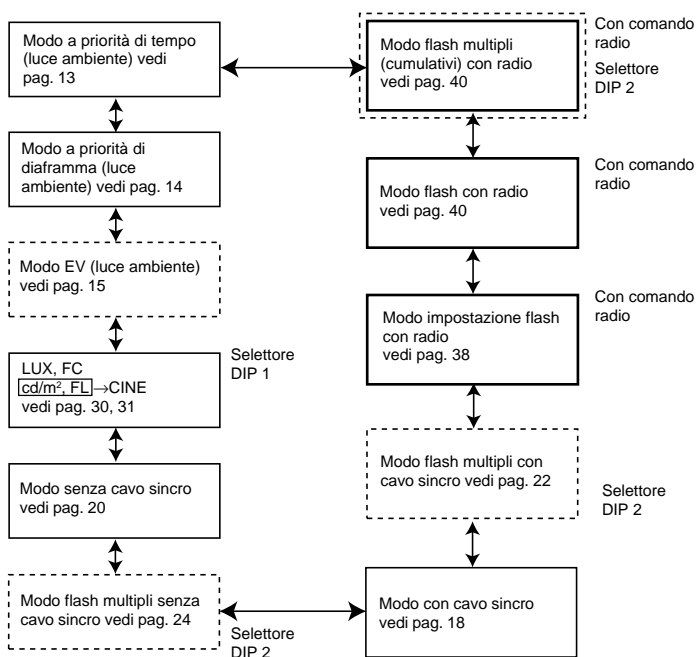 Modo a priorità di tempo
(luce ambiente) vedi
pag. 13
Modo a priorità di
diaframma (luce
ambiente) vedi pag. 14
Modo EV (luce ambiente)
vedi pag. 15
LUX, FC
cd/m², FL→CINE
vedi pag. 30, 31
Selettore
DIP 1
Modo senza cavo sincro
vedi pag. 20
Modo flash multipli senza
cavo sincro vedi pag. 24
Selettore
DIP 2
Modo flash multipli
(cumulativi) con radio
vedi pag. 40
Con comando
radio
Selettore
DIP 2
Modo flash con radio
vedi pag. 40
Con comando
radio
Modo impostazione flash
con radio
vedi pag. 38
Con comando
radio
Modo flash multipli con
cavo sincro vedi pag. 22
Selettore
DIP 2
Modo con cavo sincro
vedi pag. 18